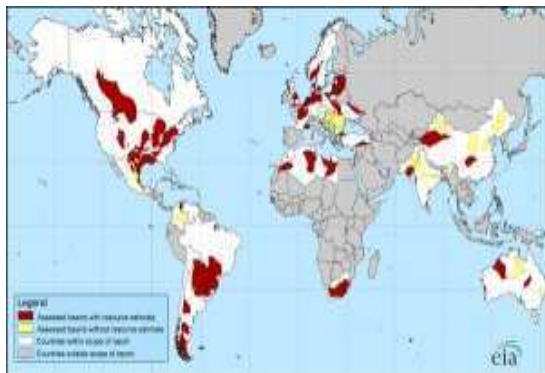 Legend
Assessed basins with resource estimate
Assessed basins without resource estimate
Countries within scope of report
Countries outside scope of report
eia